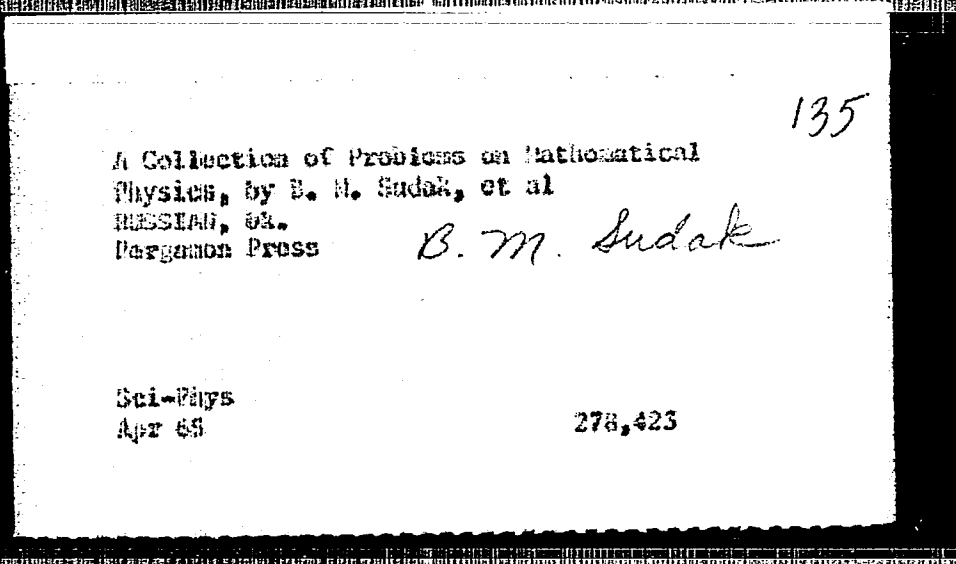 135
A Collection of Problems on Mathematical
Physics, by B. M. Sudak, et al
RUSSIAN, bk.
Pergamon Press
B. M. Sudak
Sci-Phys
Apr 65
278,423